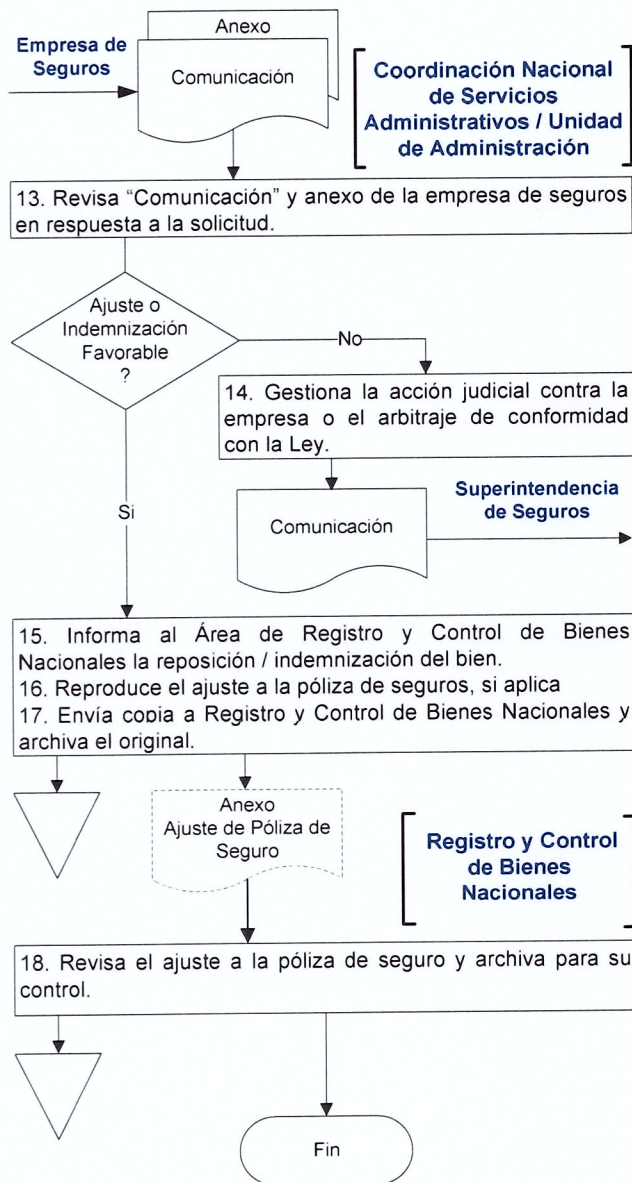 Anexo
Empresa de
Seguros
Comunicación
Coordinación Nacional
de Servicios
Administrativos / Unidad
de Administración
13. Revisa “Comunicación” y anexo de la empresa de seguros
en respuesta a la solicitud.
Ajuste o
Indemnización
Favorable
?
No
14. Gestiona la acción judicial contra la
empresa o el arbitraje de conformidad
con la Ley.
Si
Comunicación
Superintendencia
de Seguros
15. Informa al Área de Registro y Control de Bienes
Nacionales la reposición / indemnización del bien.
16. Reproduce el ajuste a la póliza de seguros, si aplica
17. Envía copia a Registro y Control de Bienes Nacionales y
archiva el original.
Anexo
Ajuste de Póliza de
Seguro
Registro y Control
de Bienes
Nacionales
18. Revisa el ajuste a la póliza de seguro y archiva para su
control.
Fin